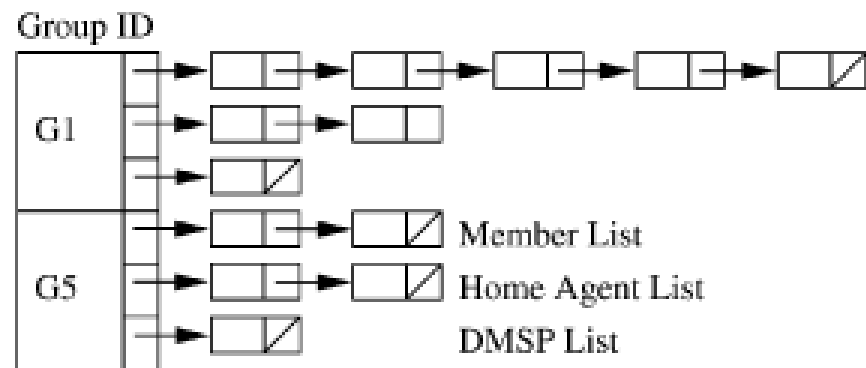 Group ID
G1
Member List
G5
Home Agent List
DMSP List